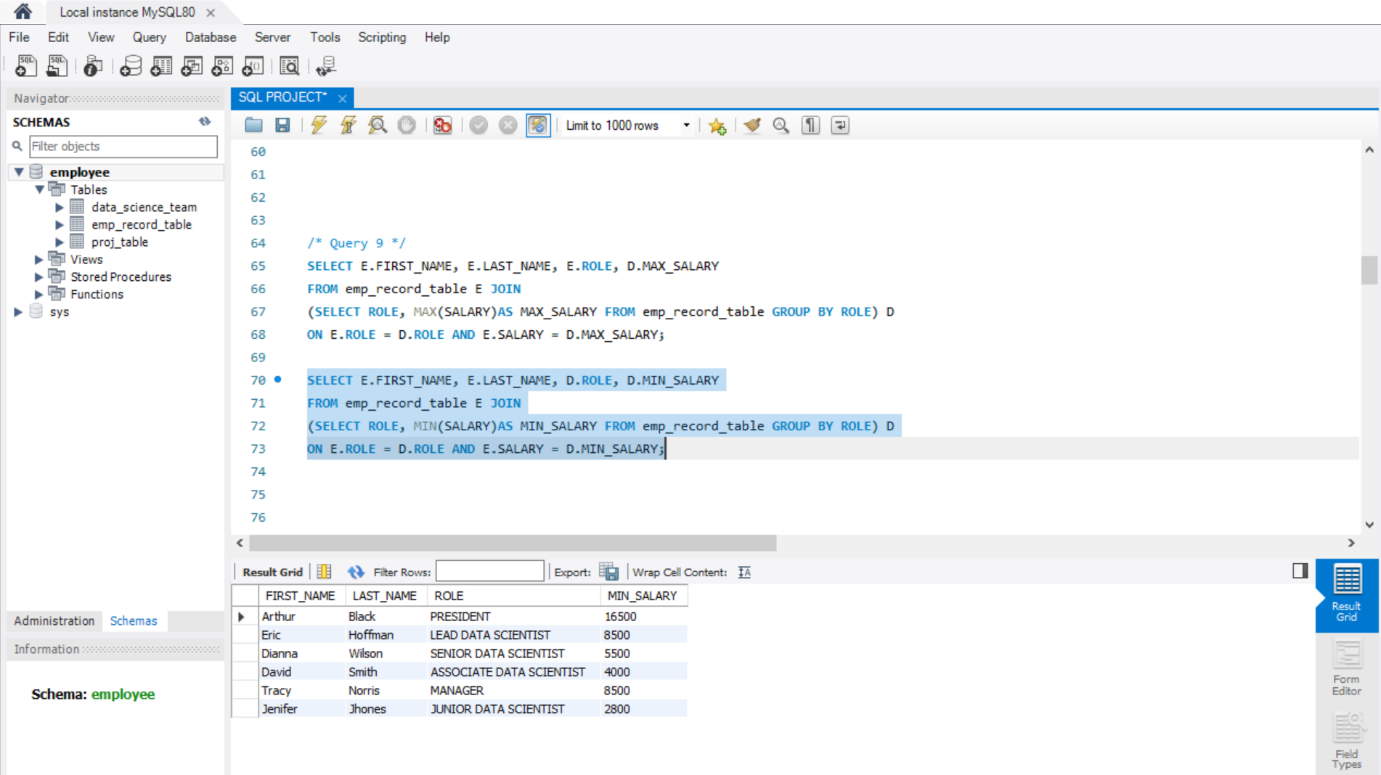 Local instance MySQL80
File Edit View Query Database Server Tools Scripting Help
Navigator
SCHEMAS
Filter objects
employee
Tables
data_science_team
emp_record_table
proj_table
Views
Stored Procedures
Functions
sys
Administration Schemas
Information
Schema: employee
SQL PROJECT*
Limit to 1000 rows
60
61
62
63
64 /* Query 9 */
65 SELECT E.FIRST_NAME, E.LAST_NAME, E.ROLE, D.MAX_SALARY
66 FROM emp_record_table E JOIN
67 (SELECT ROLE, MAX(SALARY)AS MAX_SALARY FROM emp_record_table GROUP BY ROLE) D
68 ON E.ROLE = D.ROLE AND E.SALARY = D.MAX_SALARY;
69
70 SELECT E.FIRST_NAME, E.LAST_NAME, D.ROLE, D.MIN_SALARY
71 FROM emp_record_table E JOIN
72 (SELECT ROLE, MIN(SALARY)AS MIN_SALARY FROM emp_record_table GROUP BY ROLE) D
73 ON E.ROLE = D.ROLE AND E.SALARY = D.MIN_SALARY;
74
75
76
Result Grid Filter Rows: Export: Wrap Cell Content:
FIRST_NAME LAST_NAME ROLE MIN_SALARY
Arthur Black PRESIDENT 16500
Eric Hoffman LEAD DATA SCIENTIST 8500
Dianna Wilson SENIOR DATA SCIENTIST 5500
David Smith ASSOCIATE DATA SCIENTIST 4000
Tracy Norris MANAGER 8500
Jenifer Jhones JUNIOR DATA SCIENTIST 2800
Result
Grid
Form
Editor
Field
Types